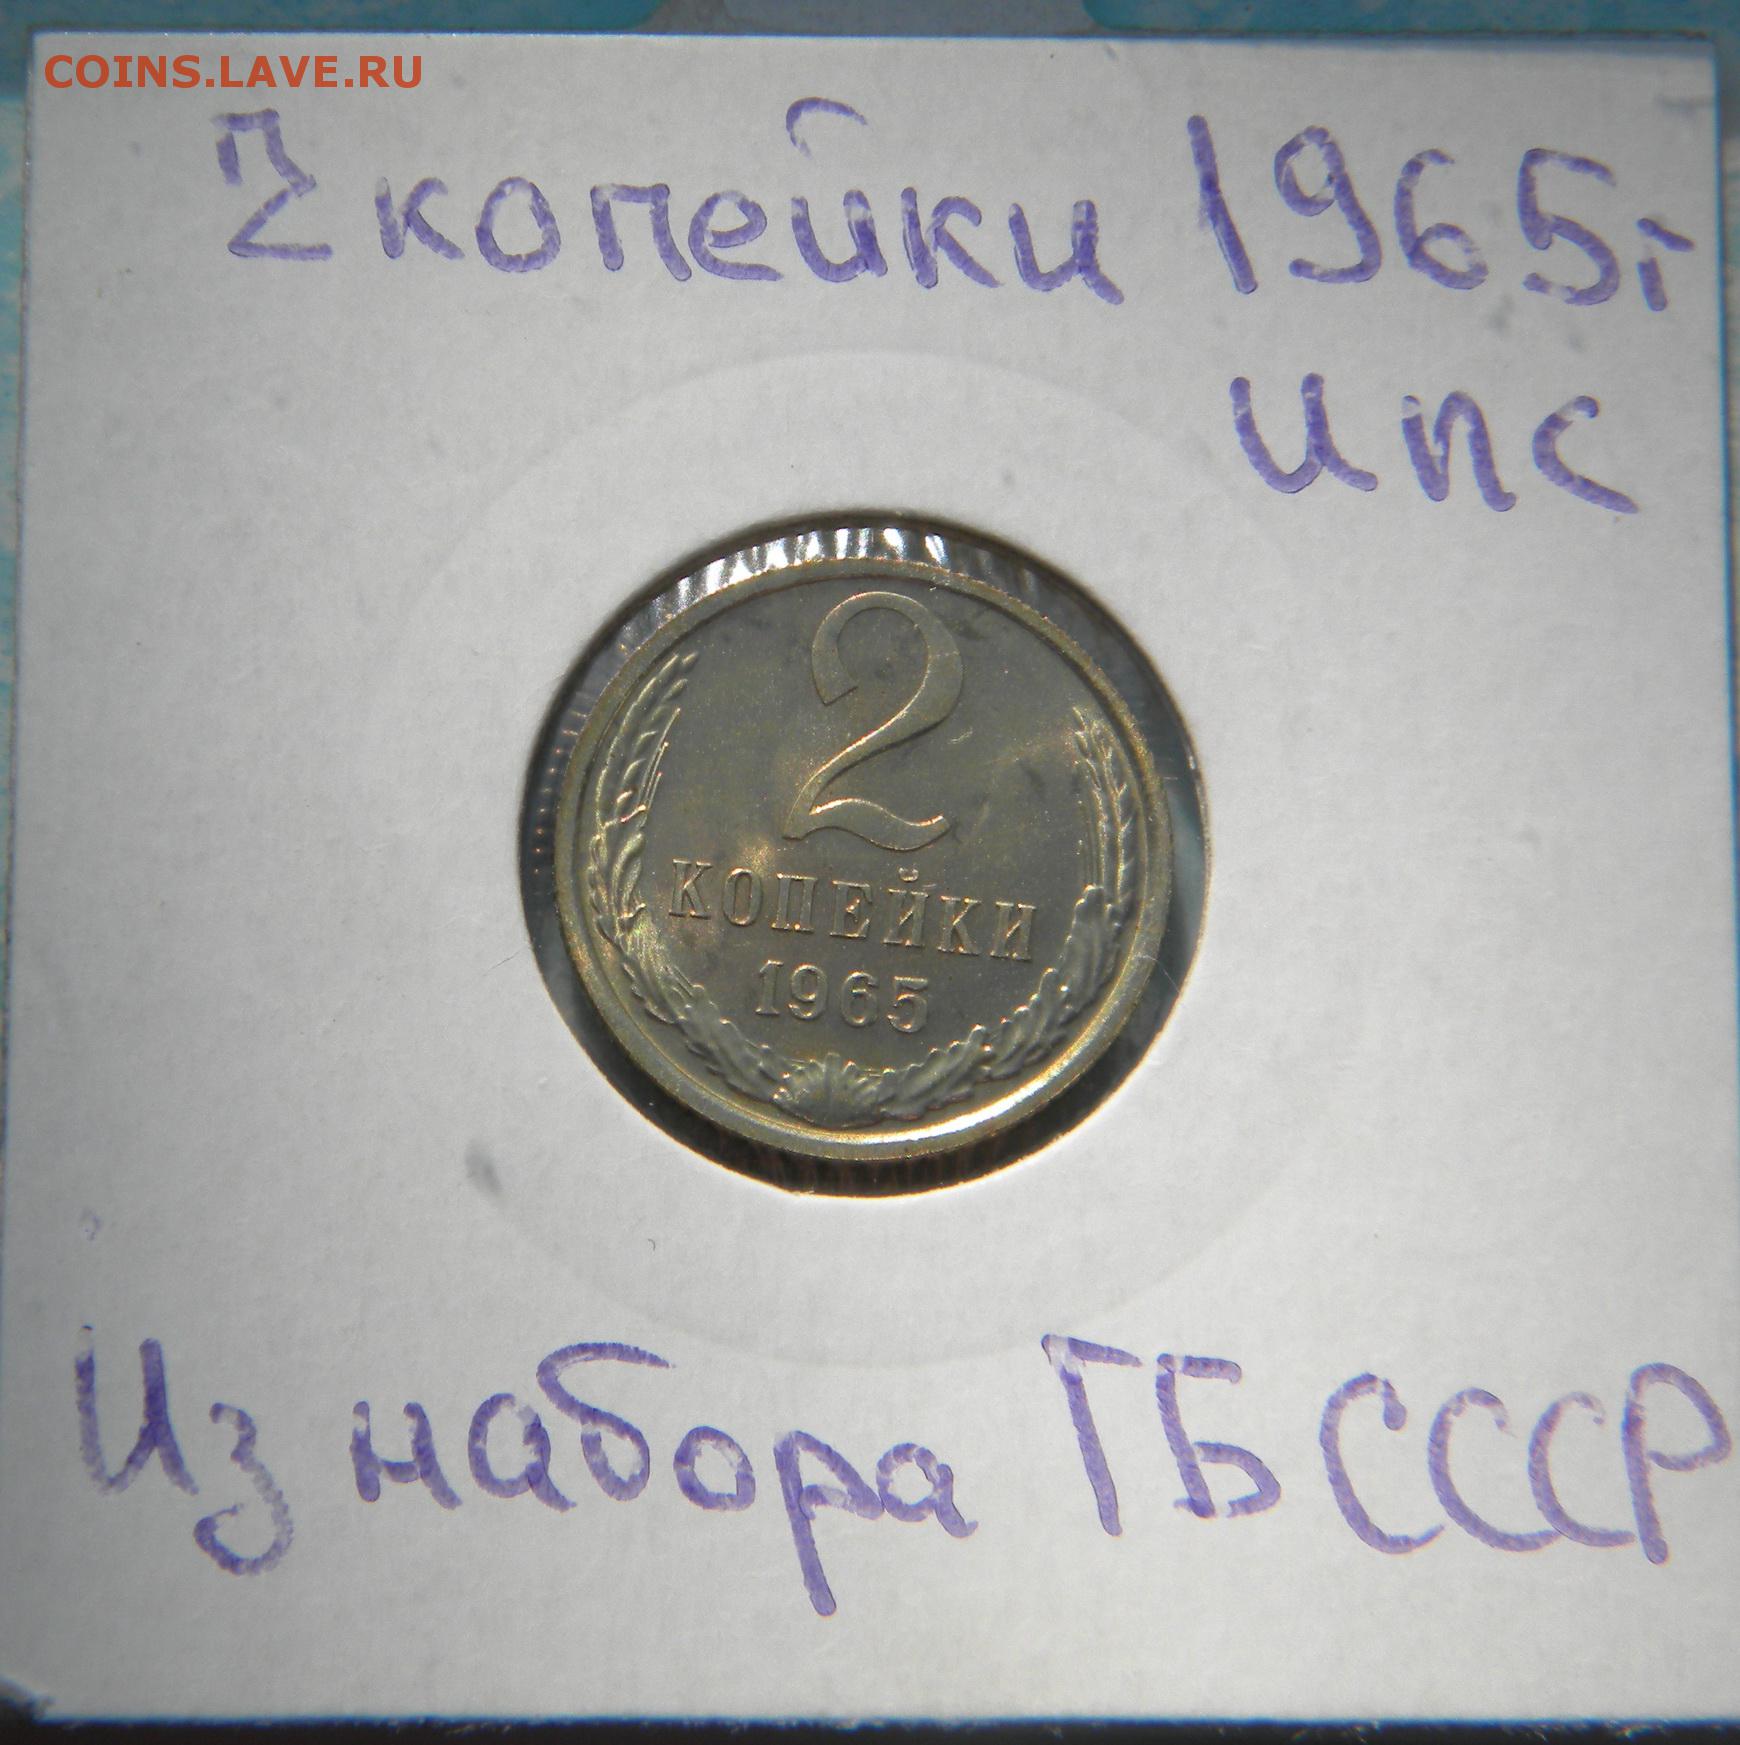 COINS.LAVE.RU
2 копейки 1965г
ипс
2
КОПЕЙКИ
1965
Из набора ГБ СССР